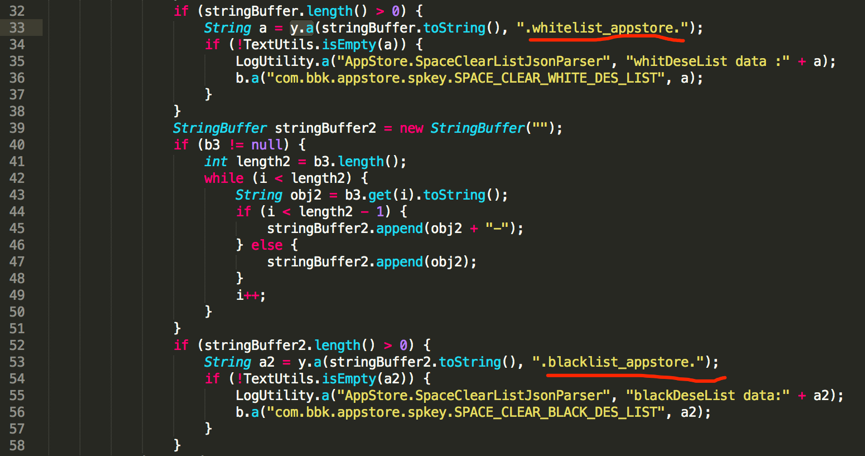 32 if (stringBuffer.length() > 0) {
33 String a = y.a(stringBuffer.toString(), ".whitelist_appstore.");
34 if (!TextUtils.isEmpty(a)) {
35 LogUtility.a("AppStore.SpaceClearListJsonParser", "whitDeseList data :" + a);
36 b.a("com.bbk.appstore.spkey.SPACE_CLEAR_WHITE_DES_LIST", a);
37 }
38 }
39 StringBuffer stringBuffer2 = new StringBuffer("");
40 if (b3 != null) {
41 int length2 = b3.length();
42 while (i < length2) {
43 String obj2 = b3.get(i).toString();
44 if (i < length2 - 1) {
45 stringBuffer2.append(obj2 + "-");
46 } else {
47 stringBuffer2.append(obj2);
48 }
49 i++;
50 }
51 }
52 if (stringBuffer2.length() > 0) {
53 String a2 = y.a(stringBuffer2.toString(), ".blacklist_appstore.");
54 if (!TextUtils.isEmpty(a2)) {
55 LogUtility.a("AppStore.SpaceClearListJsonParser", "blackDeseList data:" + a2);
56 b.a("com.bbk.appstore.spkey.SPACE_CLEAR_BLACK_DES_LIST", a2);
57 }
58 }